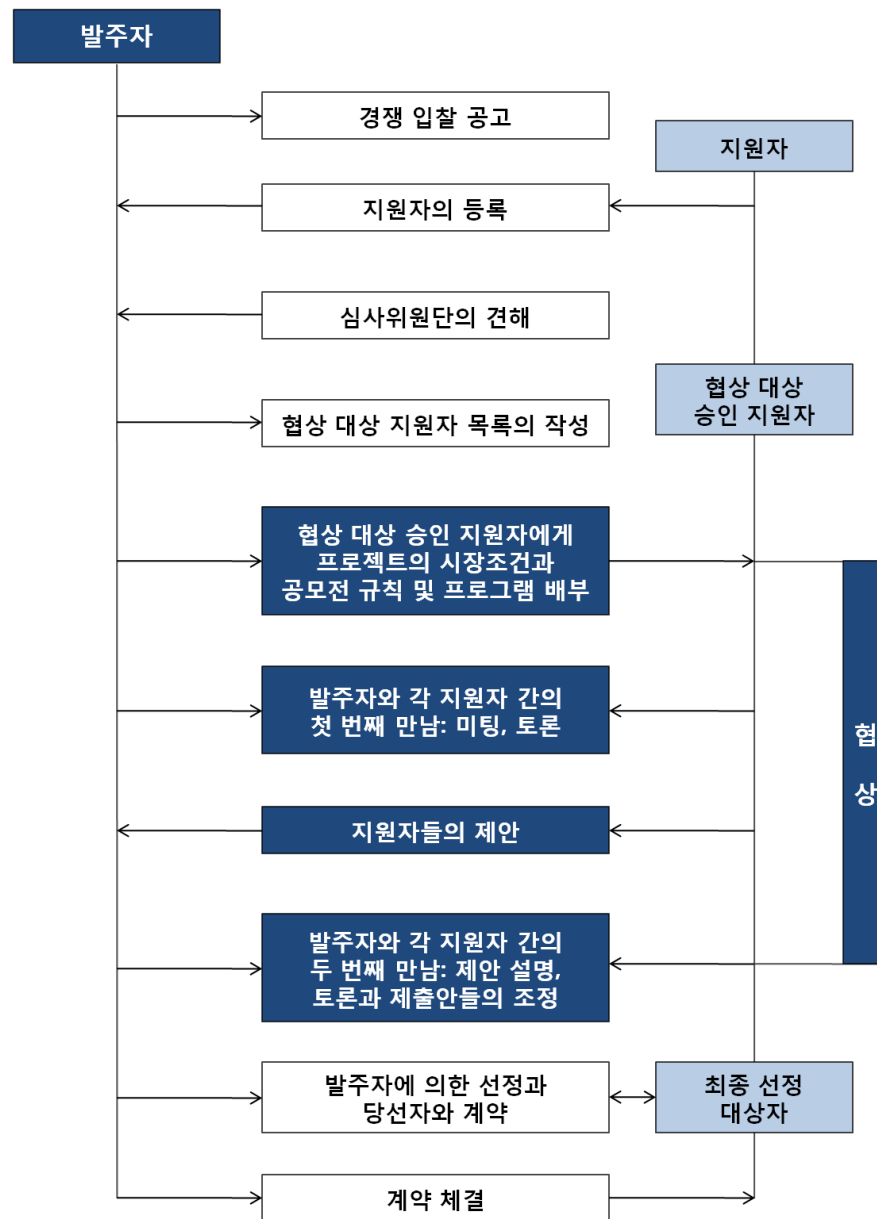 발주자
경쟁 입찰 공고
지원자
지원자의 등록
심사위원단의 견해
협상 대상
승인 지원자
협상 대상 지원자 목록의 작성
협상 대상 승인 지원자에게
프로젝트의 시장조건과
공모전 규칙 및 프로그램 배부
발주자와 각 지원자 간의
첫 번째 만남: 미팅, 토론
협
상
지원자들의 제안
발주자와 각 지원자 간의
두 번째 만남: 제안 설명,
토론과 제출안들의 조정
발주자에 의한 선정과
당선자와 계약
최종 선정
대상자
계약 체결